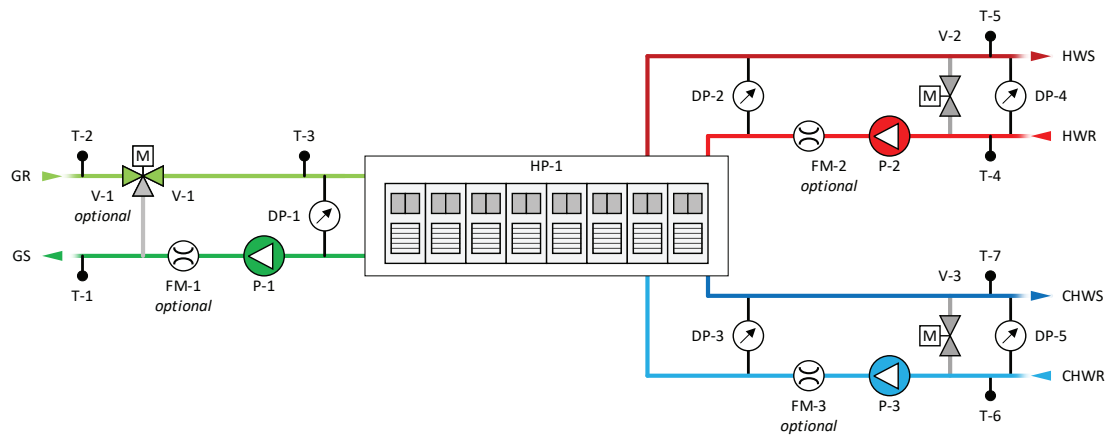 T-5
V-2
HWS
DP-2
M
DP-4
T-2
M
T-3
HWR
HP-1
FM-2
optional
P-2
T-4
GR
V-1
optional
V-1
DP-1
GS
T-1
FM-1
optional
P-1
T-7
V-3
CHWS
DP-3
M
DP-5
CHWR
FM-3
optional
P-3
T-6